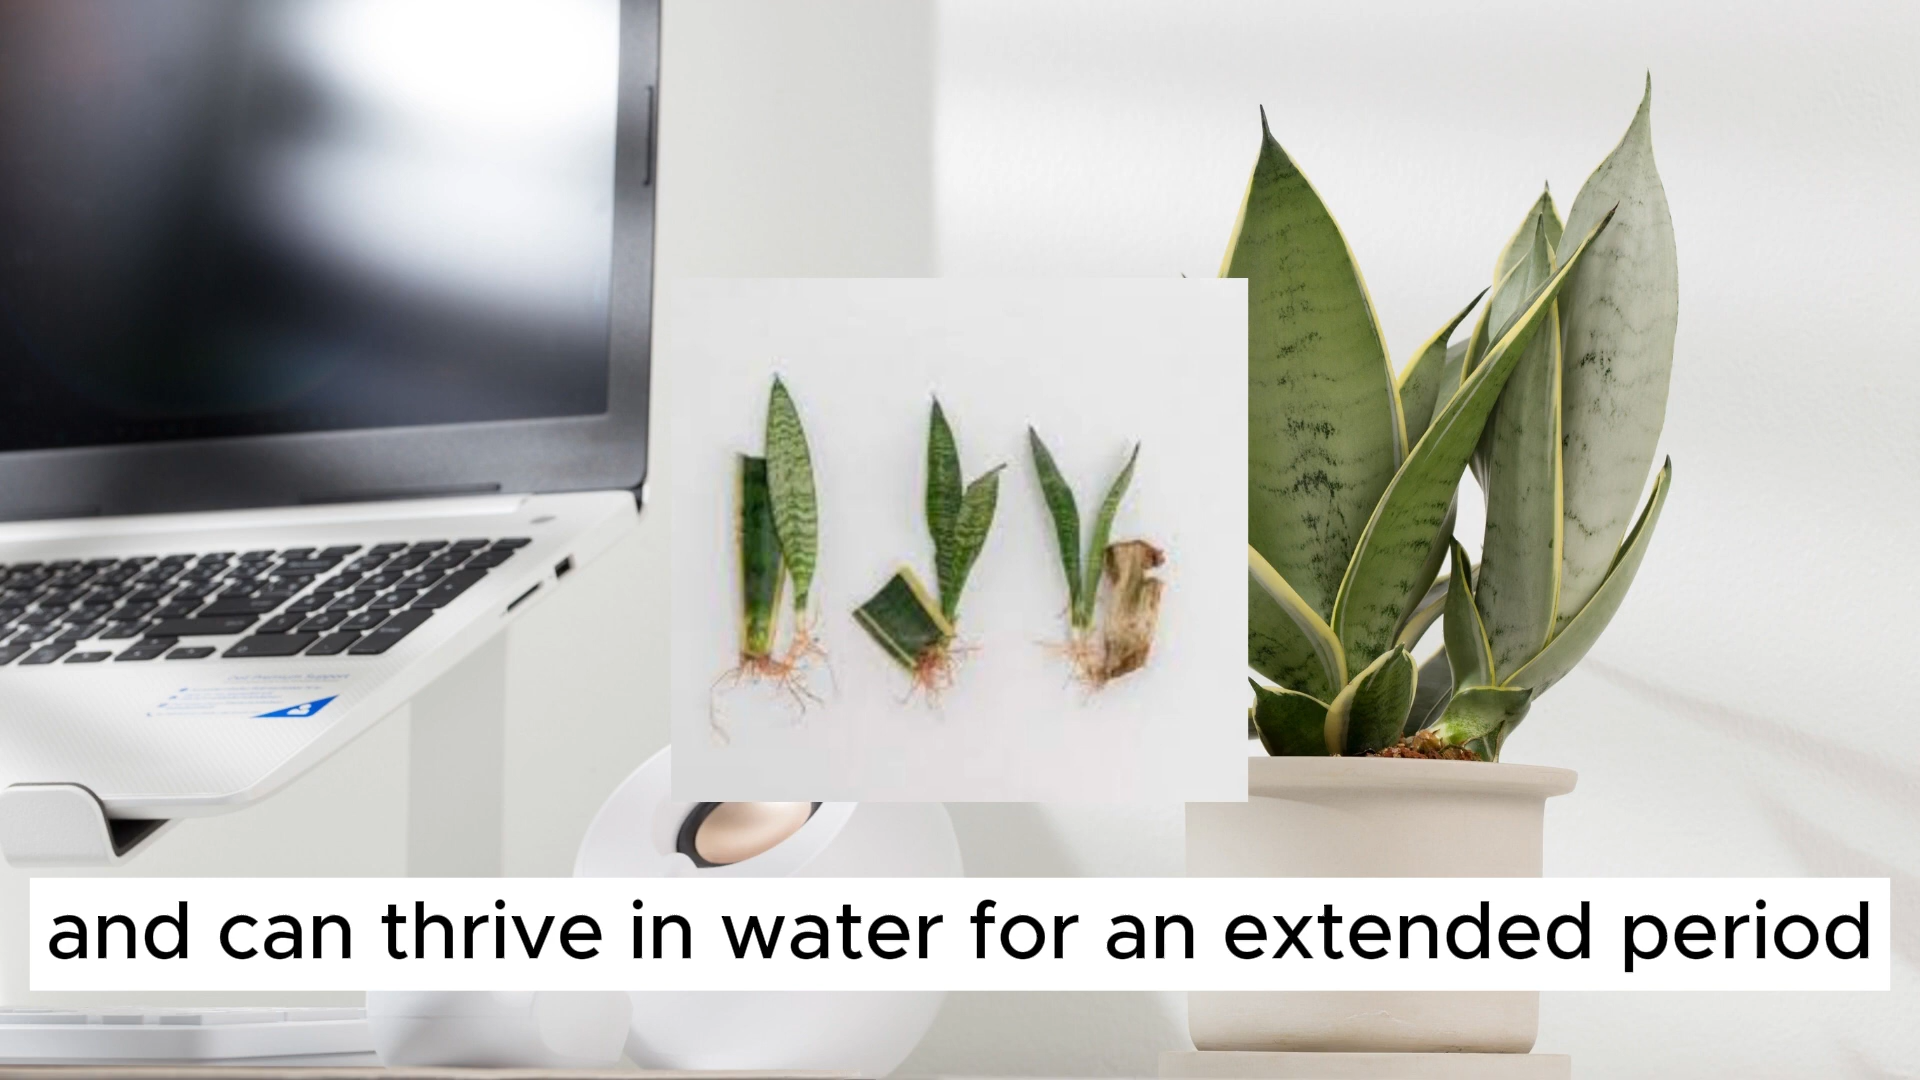 and can thrive in water for an extended period